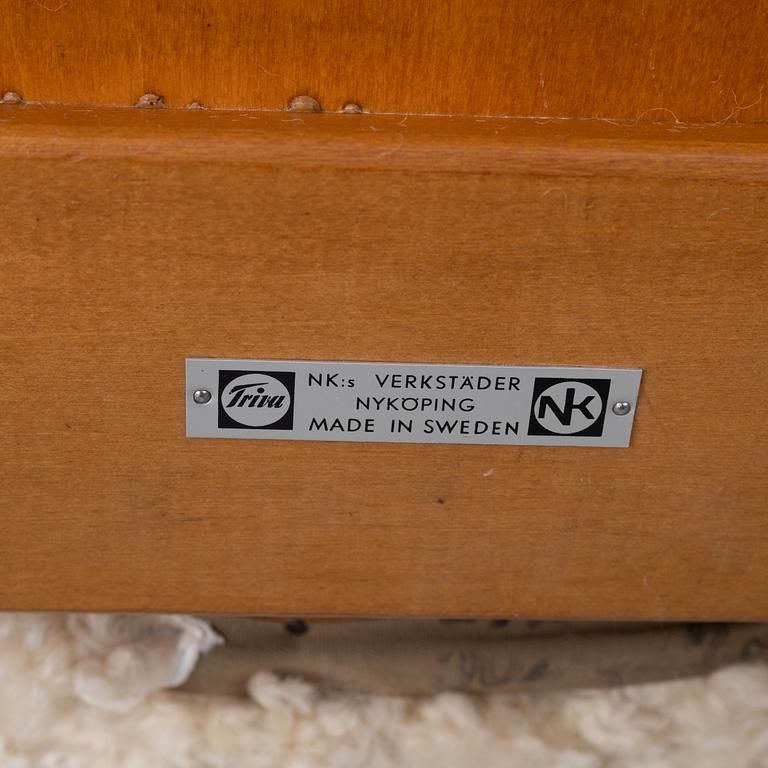 Triva
NK:s VERKSTÄDER
NYKÖPING
MADE IN SWEDEN
NK